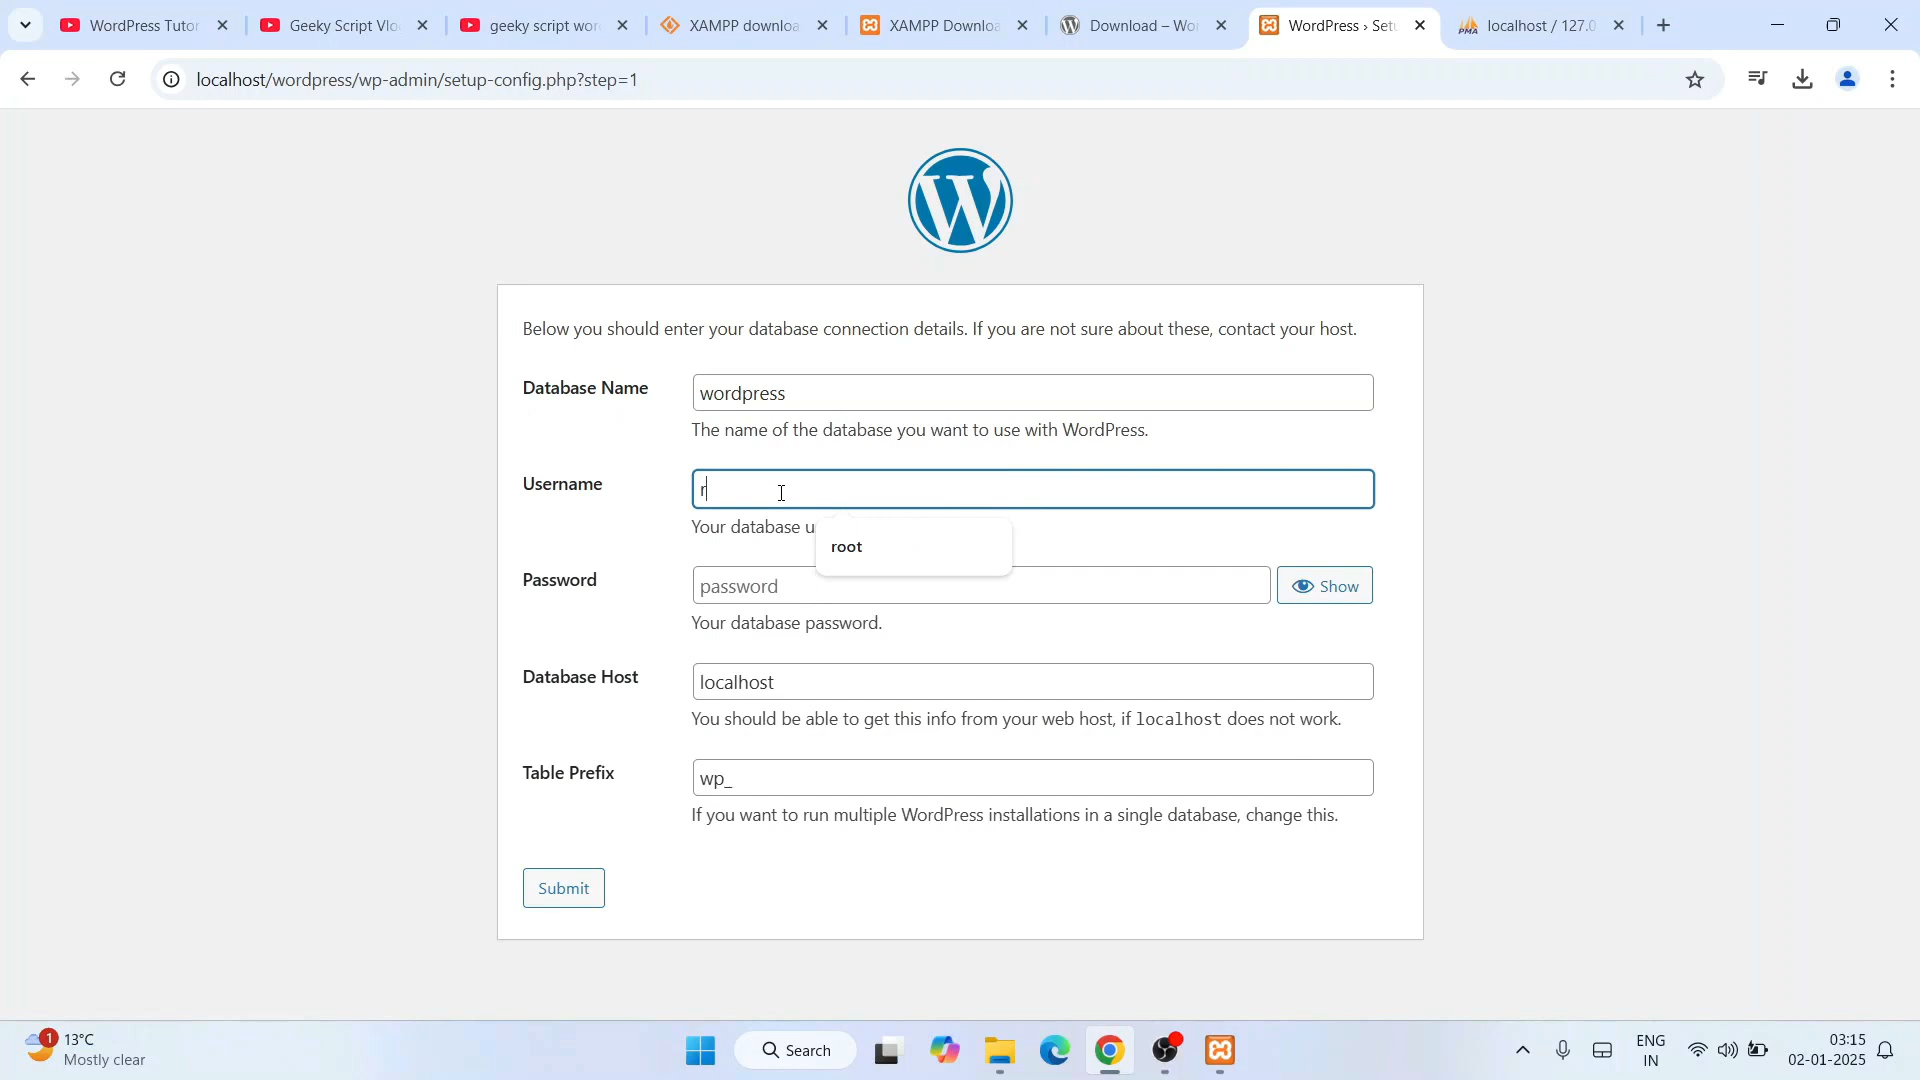 WordPress Tutor
Geeky Script Vlo
geeky script wor
XAMPP downloa
XAMPP Downloa
Download – Wo
WordPress › Setu
localhost / 127.0
localhost/wordpress/wp-admin/setup-config.php?step=1
Below you should enter your database connection details. If you are not sure about these, contact your host.
Database Name
wordpress
The name of the database you want to use with WordPress.
Username
r
Your database u
root
Password
password
Show
Your database password.
Database Host
localhost
You should be able to get this info from your web host, if localhost does not work.
Table Prefix
wp_
If you want to run multiple WordPress installations in a single database, change this.
Submit
1
13°C
Mostly clear
Search
ENG
IN
03:15
02-01-2025